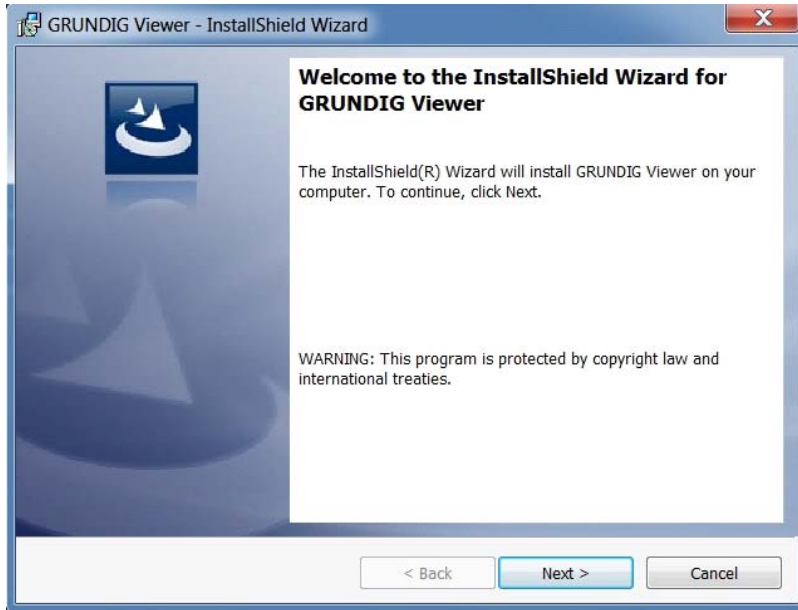 GRUNDIG Viewer - InstallShield Wizard
X
Welcome to the InstallShield Wizard for
GRUNDIG Viewer
The InstallShield(R) Wizard will install GRUNDIG Viewer on your
computer. To continue, click Next.
WARNING: This program is protected by copyright law and
international treaties.
< Back Next > Cancel